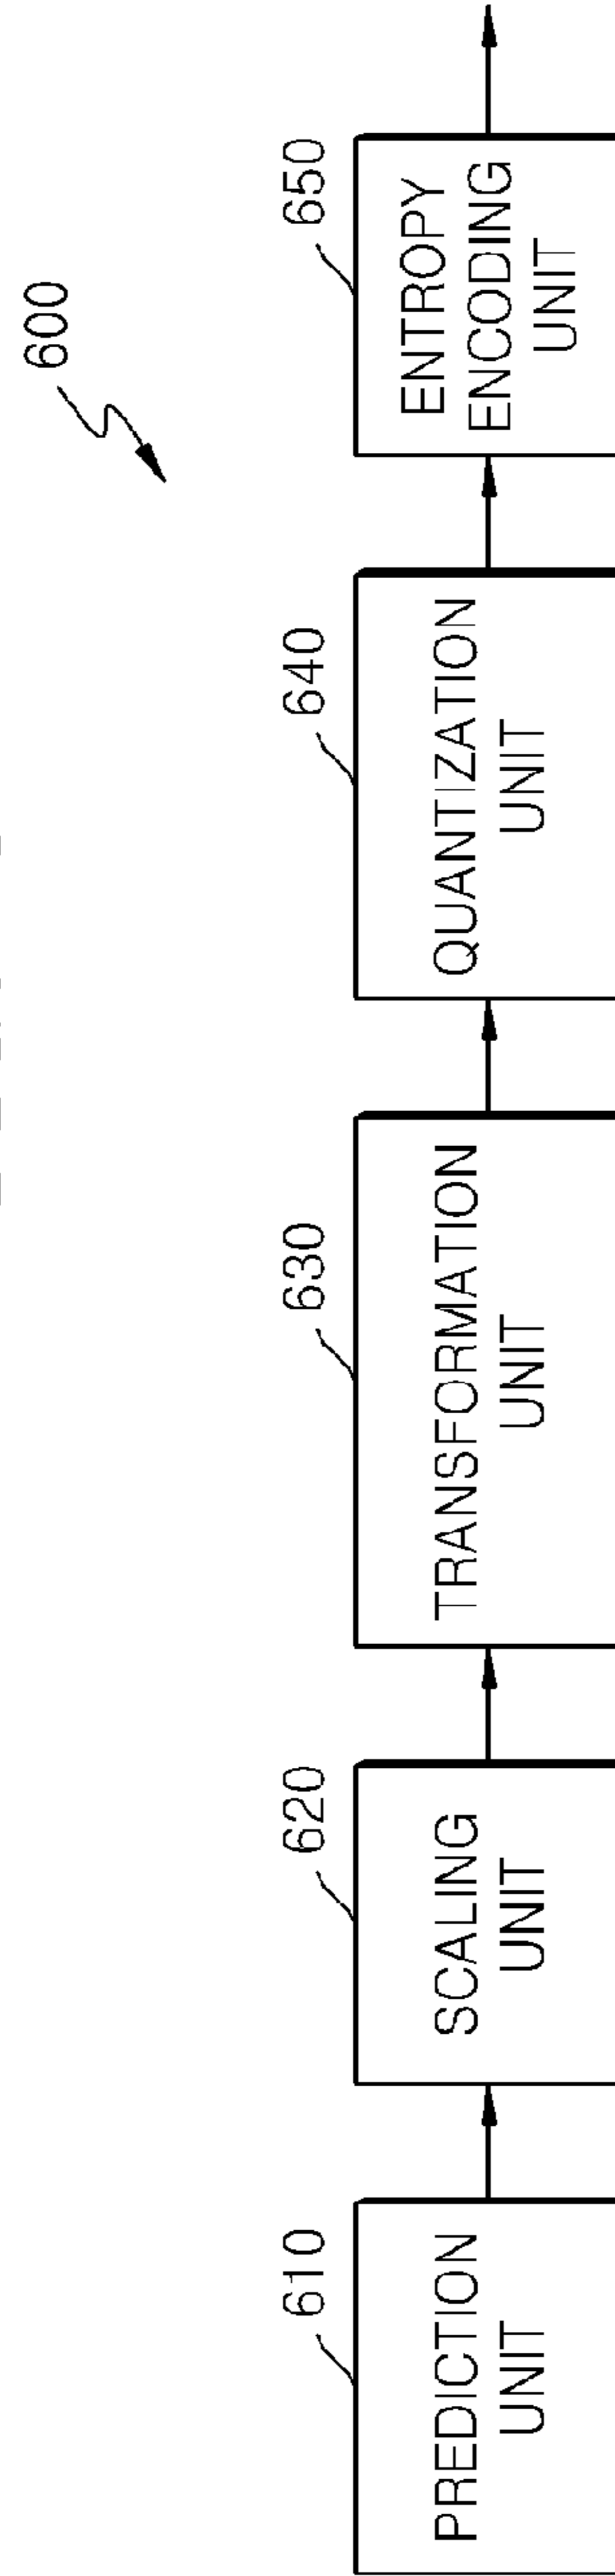 600
610
PREDICTION
UNIT
620
SCALING
UNIT
630
TRANSFORMATION
UNIT
640
QUANTIZATION
UNIT
650
ENTROPY
ENCODING
UNIT